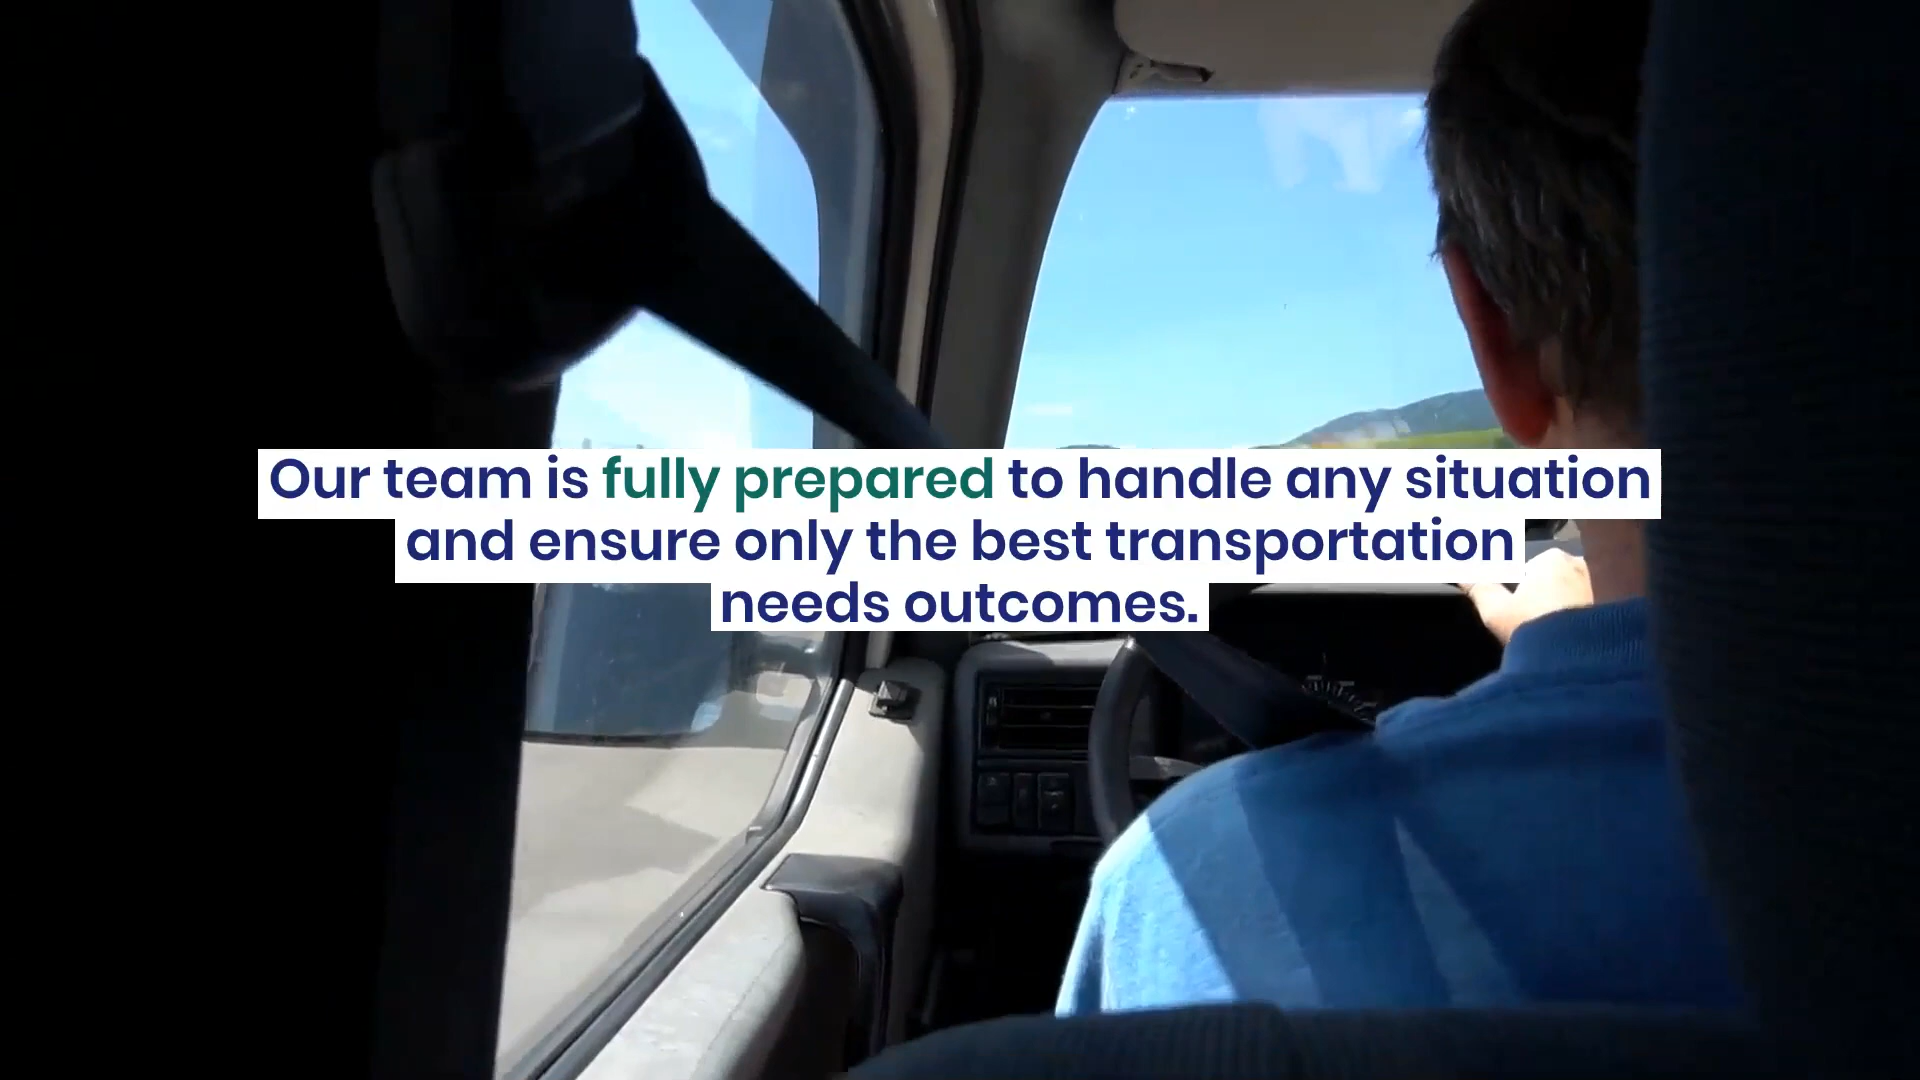 Our team is fully prepared to handle any situation
and ensure only the best transportation
needs outcomes.